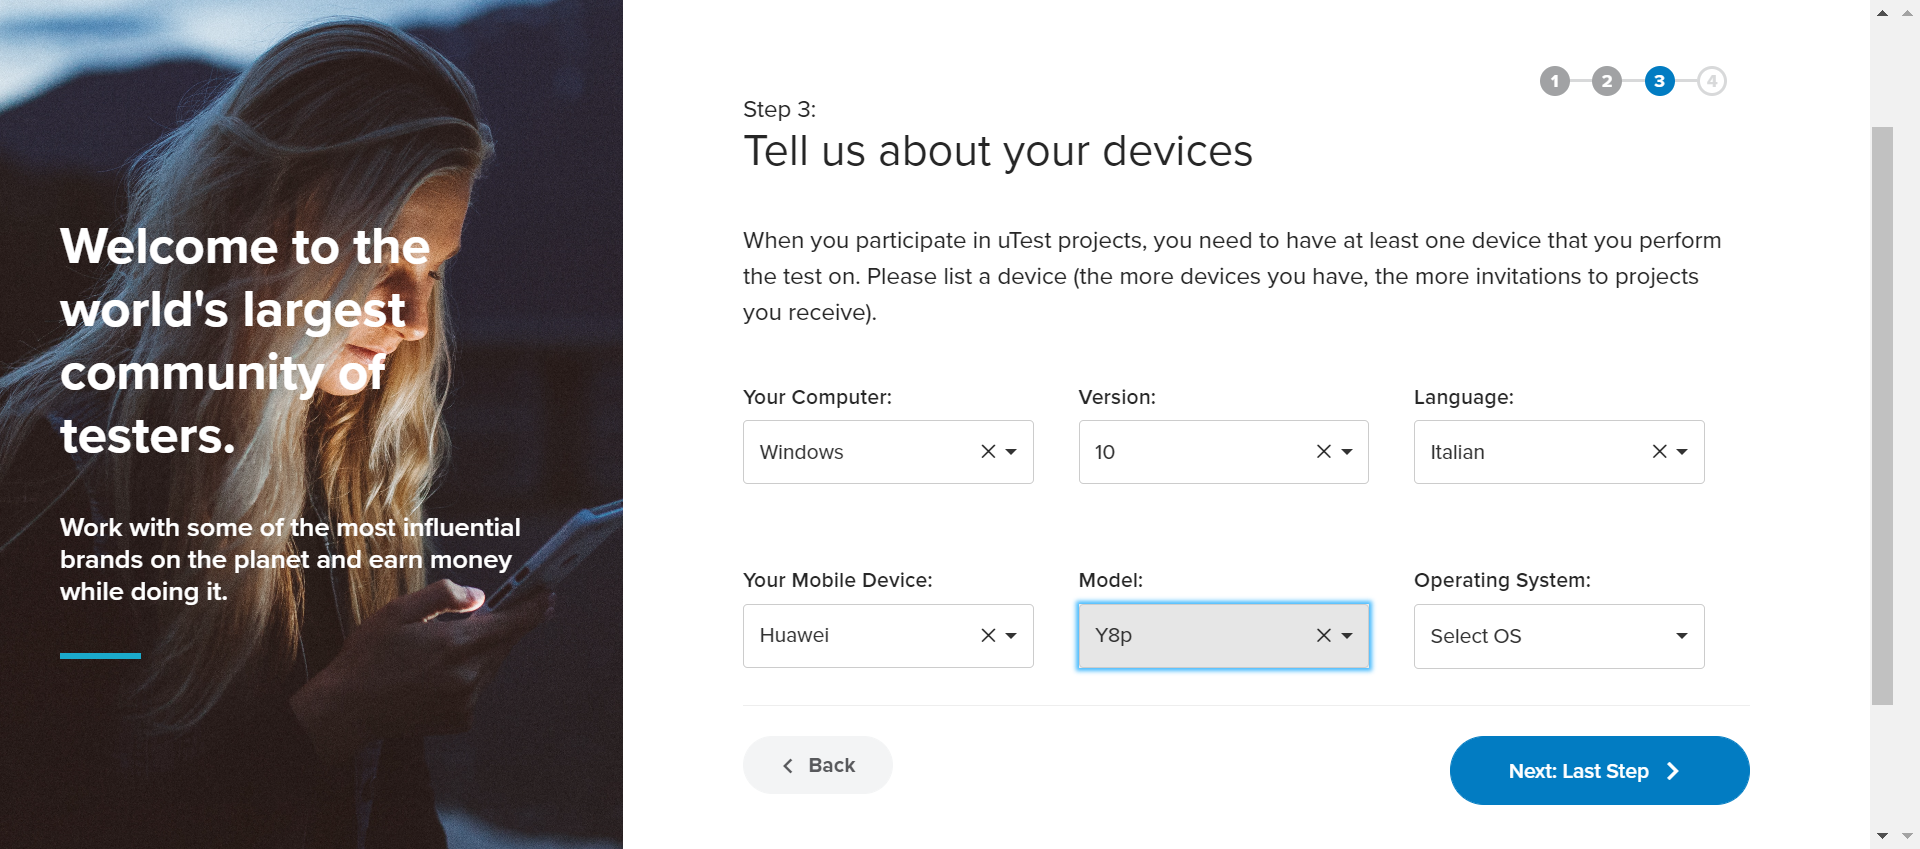 Welcome to the
world's largest
community of
testers.
Work with some of the most influential
brands on the planet and earn money
while doing it.
1 2 3 4
Step 3:
Tell us about your devices
When you participate in uTest projects, you need to have at least one device that you perform
the test on. Please list a device (the more devices you have, the more invitations to projects
you receive).
Your Computer: Version: Language:
Windows 10 Italian
Your Mobile Device: Model: Operating System:
Huawei Y8p Select OS
Back Next: Last Step